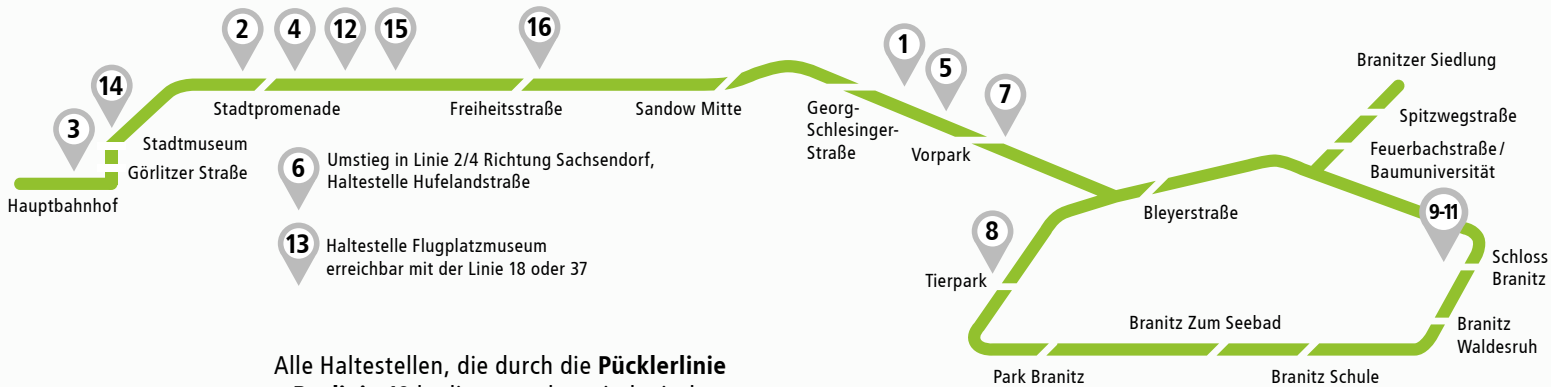 2
4
12
15
16
1
5
7
14
3
Stadtpromenade
Freiheitsstraße
Sandow Mitte
Georg-
Schlesinger-
Straße
Vorpark
Branitzer Siedlung
Spitzwegstraße
Feuerbachstraße/
Baumuniversität
Stadtmuseum
Görlitzer Straße
Hauptbahnhof
6
Umstieg in Linie 2/4 Richtung Sachsendorf,
Haltestelle Hufelandstraße
13
Haltestelle Flugplatzmuseum
erreichbar mit der Linie 18 oder 37
Bleyerstraße
9-11
8
Tierpark
Schloss
Branitz
Branitz Zum Seebad
Branitz
Waldesruh
Park Branitz
Branitz Schule
Alle Haltestellen, die durch die Pücklerlinie